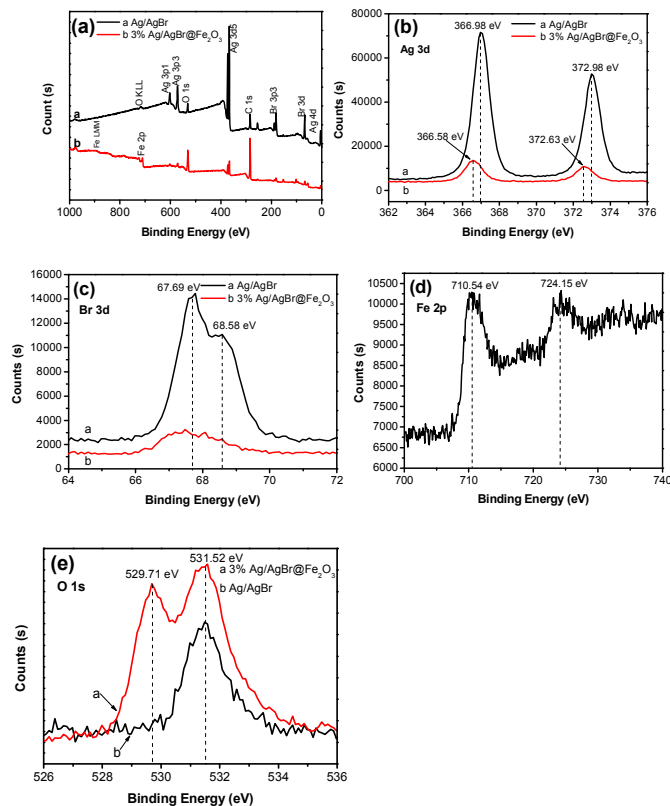 (a)
a Ag/AgBr
b 3% Ag/AgBr@Fe₂O₃
Count (s)
Fe LMM
Fe 2p
O KLL
Ag 3p1
Ag 3p3
O 1s
Ag 3d5
C 1s
Br 3p3
Br 3d
Ag 4d
a
b
1000 800 600 400 200 0
Binding Energy (eV)
(b)
Ag 3d
a Ag/AgBr
b 3% Ag/AgBr@Fe₂O₃
366.98 eV
372.98 eV
366.58 eV
372.63 eV
a
b
Counts (s)
80000
60000
40000
20000
0
362 364 366 368 370 372 374 376
Binding Energy (eV)
(c)
Br 3d
67.69 eV
a Ag/AgBr
b 3% Ag/AgBr@Fe₂O₃
68.58 eV
a
b
Counts (s)
16000
14000
12000
10000
8000
6000
4000
2000
0
64 66 68 70 72
Binding Energy (eV)
(d)
Fe 2p
710.54 eV
724.15 eV
Counts (s)
10500
10000
9500
9000
8500
8000
7500
7000
6500
6000
700 710 720 730 740
Binding Energy (eV)
(e)
O 1s
529.71 eV
531.52 eV
a 3% Ag/AgBr@Fe₂O₃
b Ag/AgBr
a
b
Counts (s)
526 528 530 532 534 536
Binding Energy (eV)